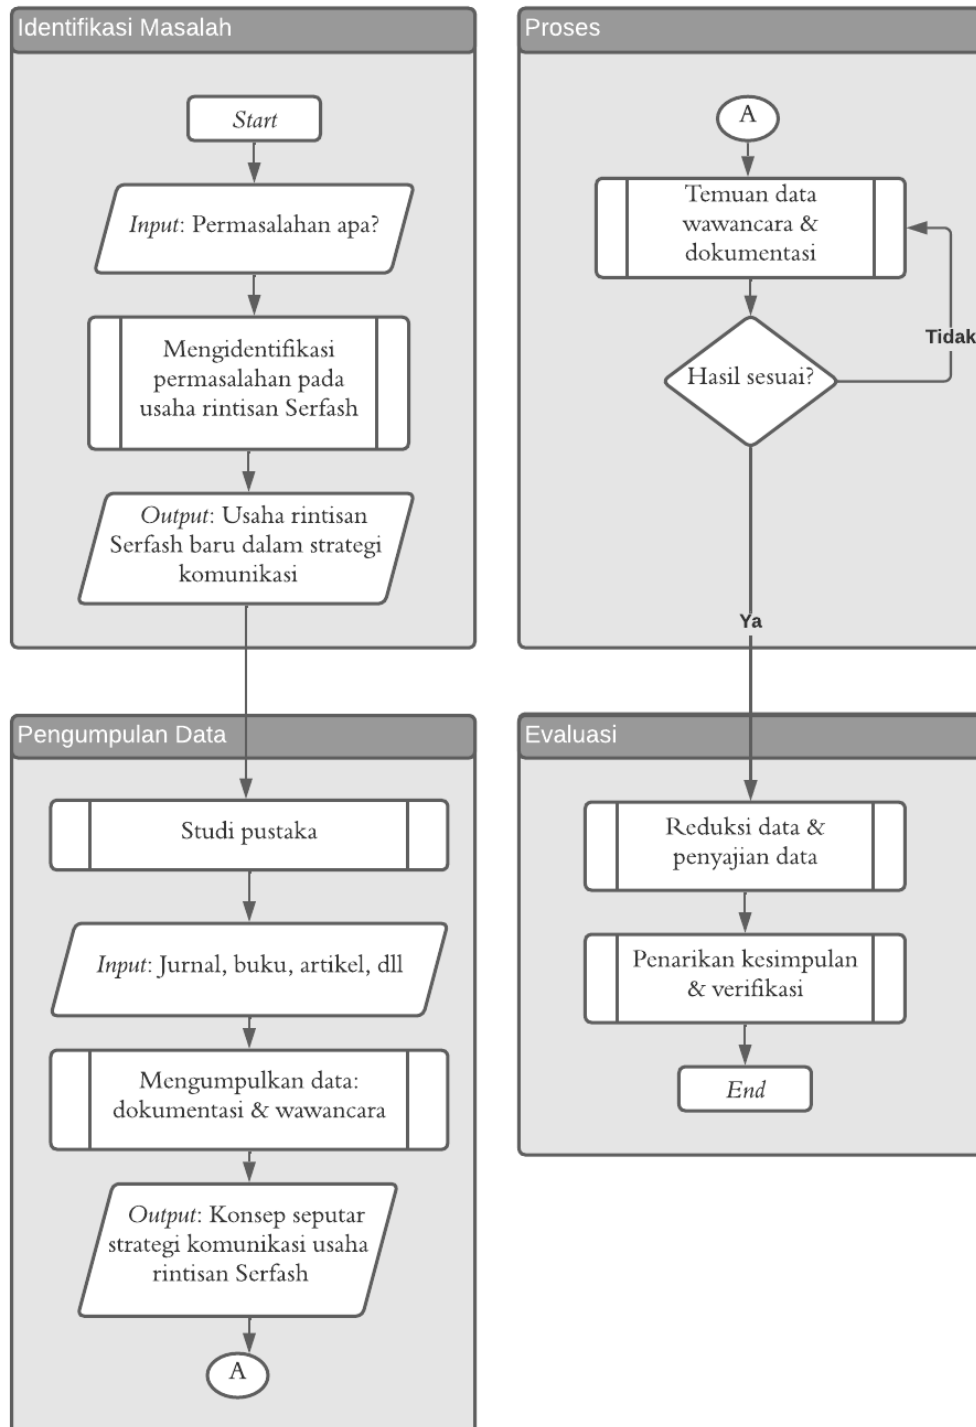 Identifikasi Masalah
Start
Input: Permasalahan apa?
Mengidentifikasi
permasalahan pada
usaha rintisan Serfash
Output: Usaha rintisan
Serfash baru dalam strategi
komunikasi
Pengumpulan Data
Studi pustaka
Input: Jurnal, buku, artikel, dll
Mengumpulkan data:
dokumentasi & wawancara
Output: Konsep seputar
strategi komunikasi usaha
rintisan Serfash
A
Proses
A
Temuan data
wawancara &
dokumentasi
Tidak
Hasil sesuai?
Ya
Evaluasi
Reduksi data &
penyajian data
Penarikan kesimpulan
& verifikasi
End